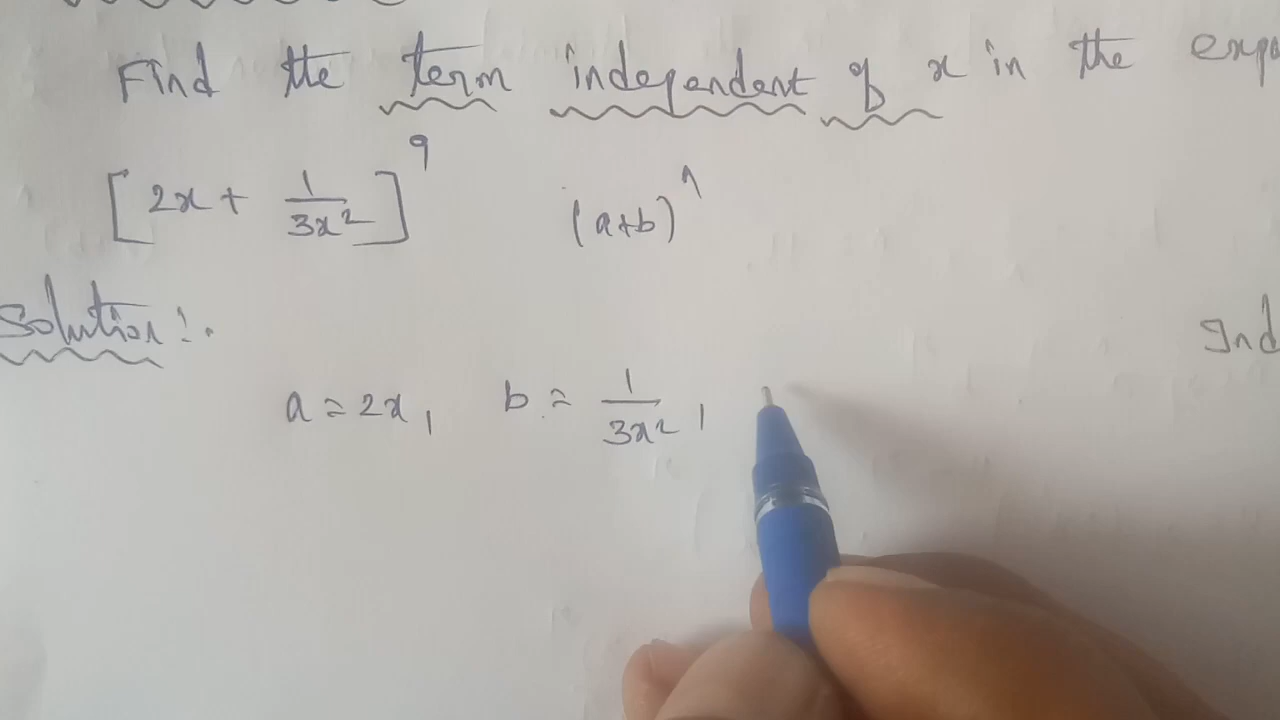 Find the term independent of x in the expa
[2x + 1/3x²]⁹ (a+b)ⁿ
Solution:.
Ind
a = 2x, b = 1/3x²,